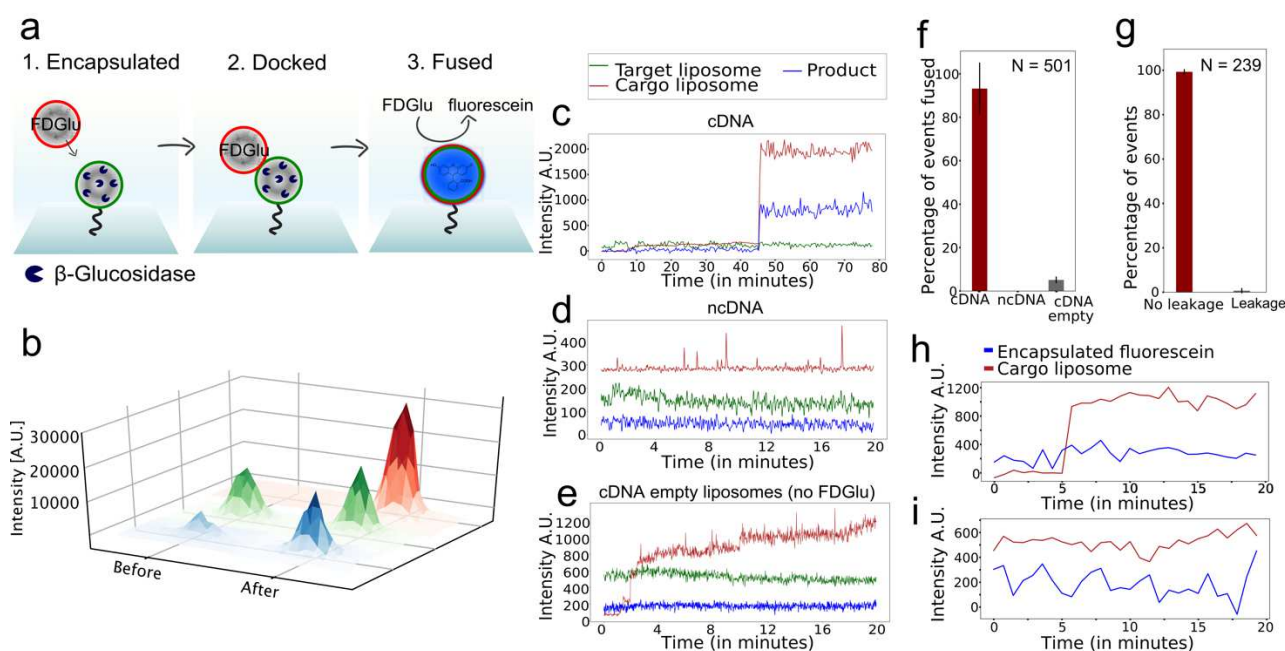 a
1. Encapsulated
2. Docked
3. Fused
FDGlu
FDGlu
FDGlu
fluorescein
β-Glucosidase
b
Intensity [A.U.]
30000
20000
10000
Before
After
Target liposome
Product
Cargo liposome
c
cDNA
Intensity A.U.
2000
1500
1000
500
0
0 10 20 30 40 50 60 70 80
Time (in minutes)
d
ncDNA
Intensity A.U.
400
300
200
100
0
0 4 8 12 16 20
Time (in minutes)
e
cDNA empty liposomes (no FDGlu)
Intensity A.U.
1200
1000
800
600
400
200
0
0 4 8 12 16 20
Time (in minutes)
f
N = 501
Percentage of events fused
100
80
60
40
20
0
cDNA ncDNA cDNA
empty
g
N = 239
Percentage of events
100
80
60
40
20
0
No leakage Leakage
h
Encapsulated fluorescein
Cargo liposome
Intensity A.U.
1200
800
400
0
0 5 10 15 20
Time (in minutes)
i
Intensity A.U.
600
400
200
0
0 5 10 15 20
Time (in minutes)